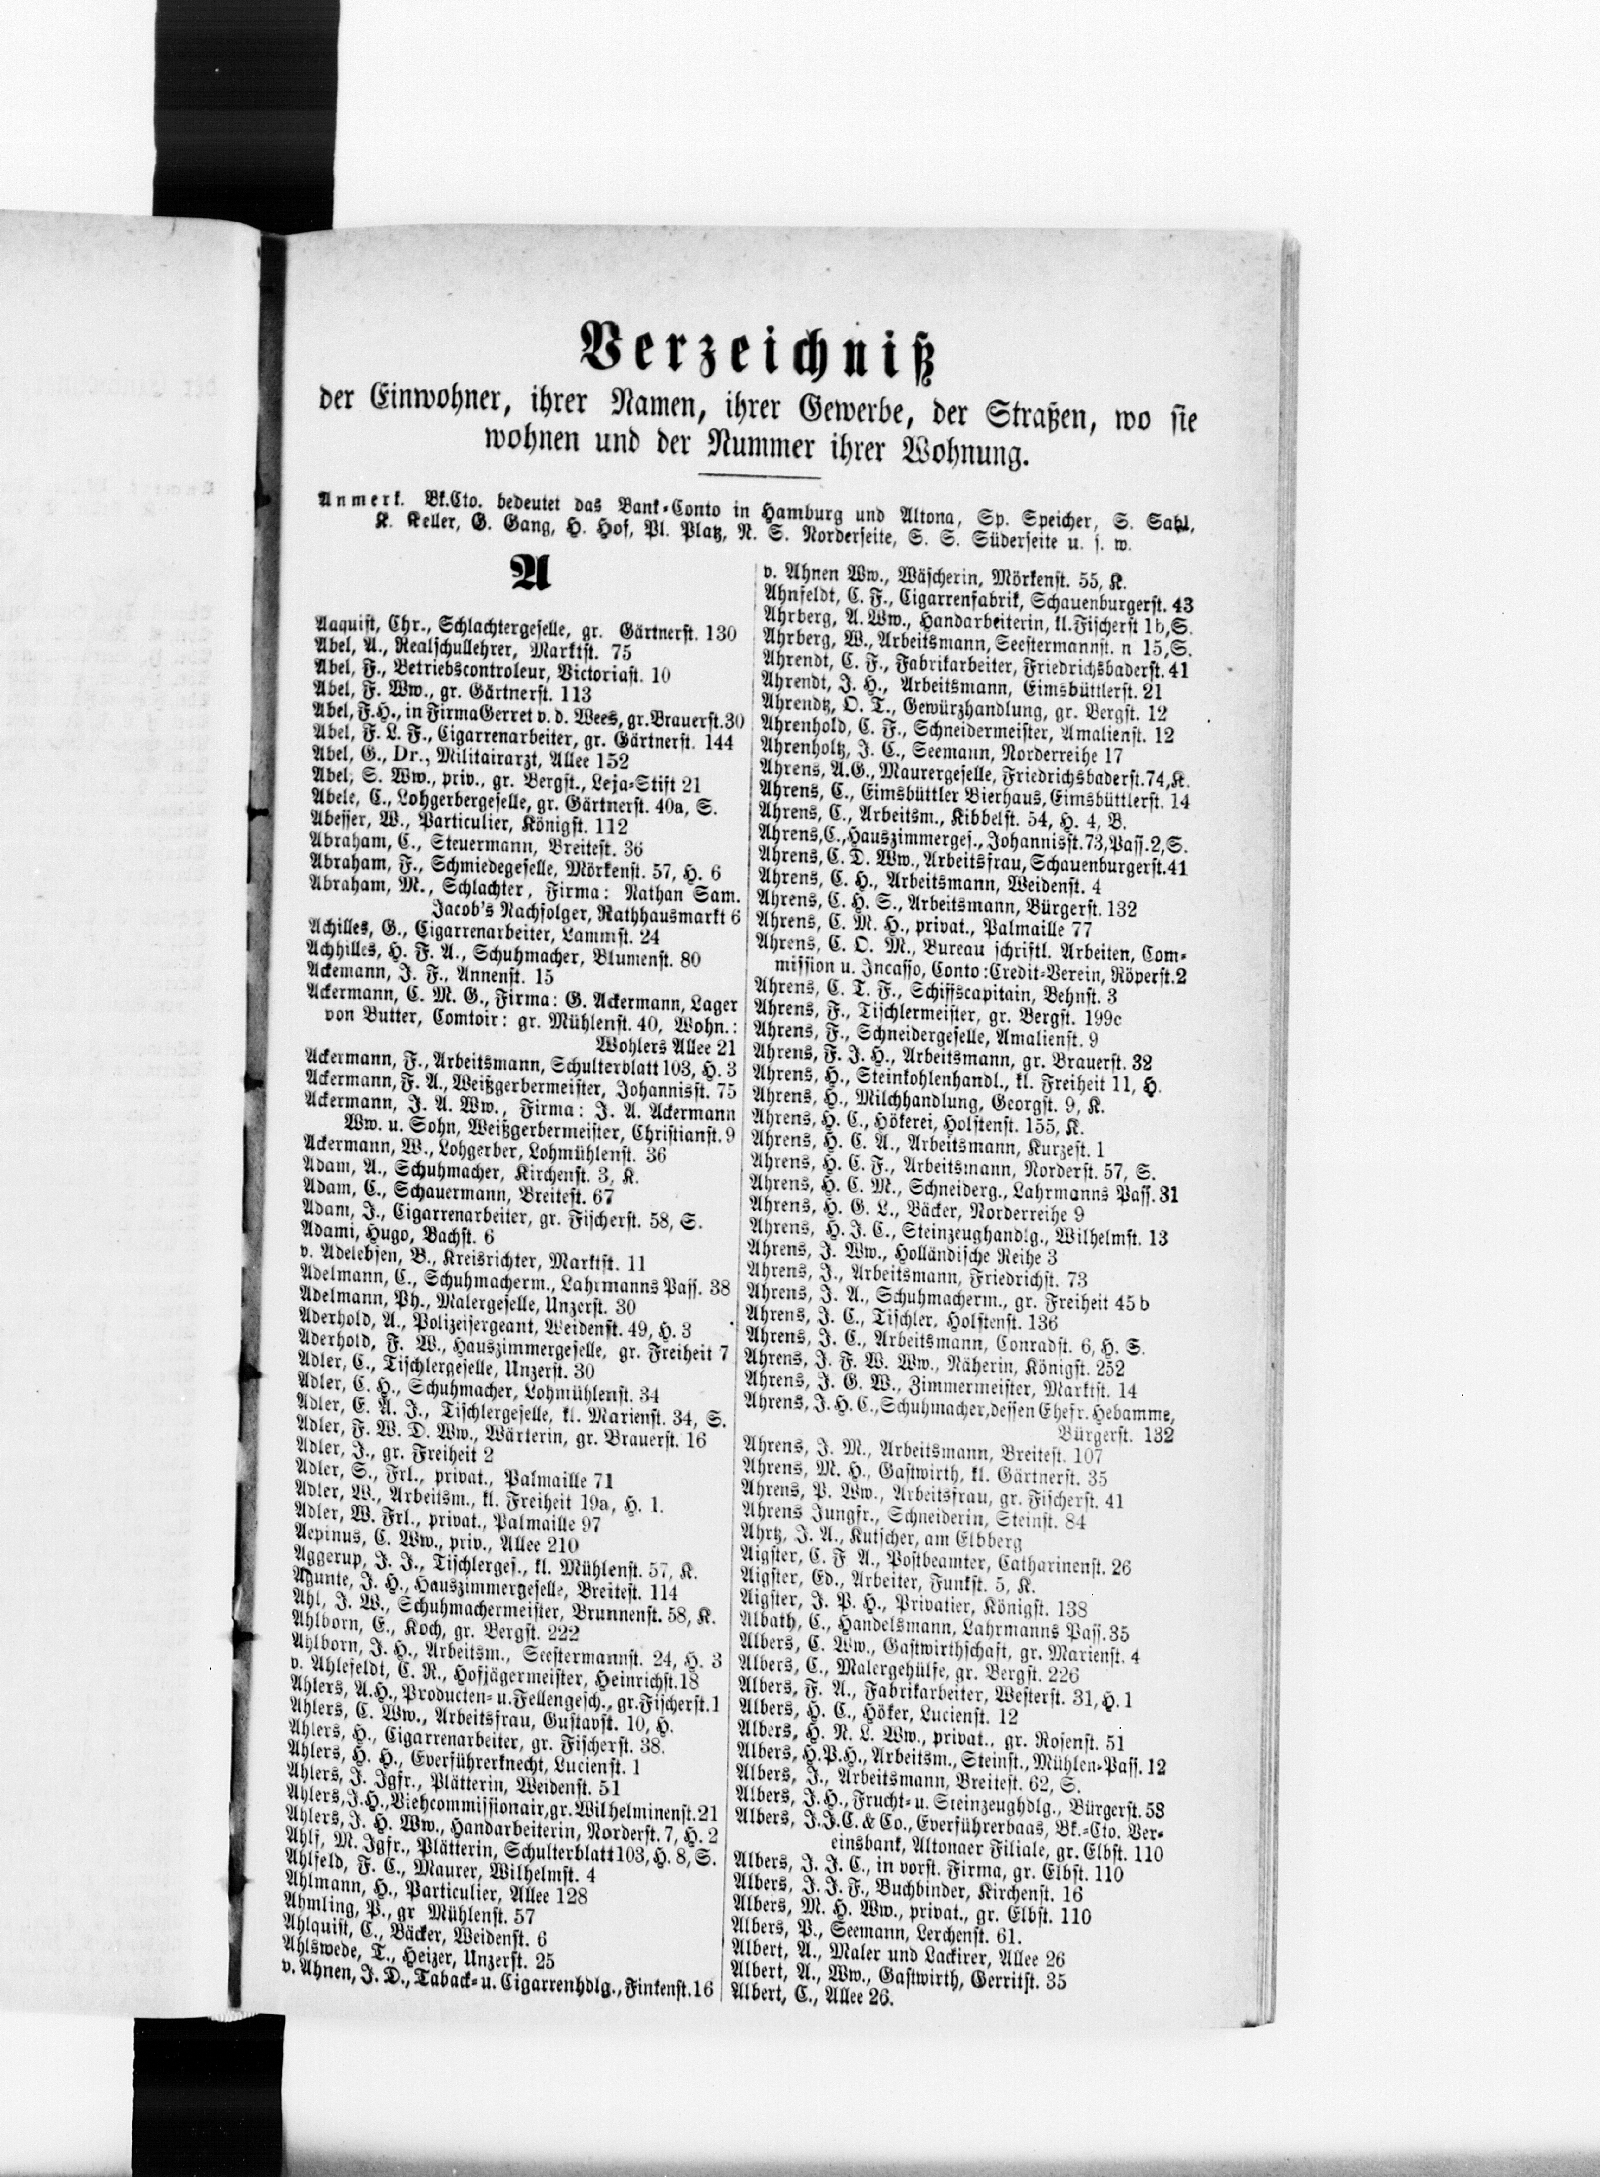 Verzeichniß
der Einwohner, ihrer Namen, ihrer Gewerbe, der Straßen, wo sie
wohnen und der Nummer ihrer Wohnung.
Anmerk. Bk.Cto. bedeutet das Bank-Conto in Hamburg und Altona, Sp. Speicher, S. Sahl,
K. Keller, G. Gang, H. Hof, Pl. Platz, N. S. Norderseite, S. S. Süderseite u. s. w.
A
Aaquist, Chr., Schlachtergeselle, gr. Gärtnerst. 130
Abel, A., Realschullehrer, Marktst. 75
Abel, F., Betriebscontroleur, Victoriast. 10
Abel, F. Ww., gr. Gärtnerst. 113
Abel, F.H., in Firma Gerret v. d. Wees, gr. Brauerst. 30
Abel, F. L. F., Cigarrenarbeiter, gr. Gärtnerst. 144
Abel, G., Dr., Militairarzt, Allee 152
Abel, S. Ww., priv., gr. Bergst., Leja-Stift 21
Abele, C., Lohgerbergeselle, gr. Gärtnerst. 40a, S.
Abesser, W., Particulier, Königst. 112
Abraham, C., Steuermann, Breitest. 36
Abraham, F., Schmiedegeselle, Mörkenst. 57, H. 6
Abraham, M., Schlachter, Firma: Nathan Sam.
Jacob's Nachfolger, Rathhausmarkt 6
Achilles, G., Cigarrenarbeiter, Lammst. 24
Achhilles, H. F. A., Schuhmacher, Blumenst. 80
Ackemann, J. F., Annenst. 15
Ackermann, C. M. G., Firma: G. Ackermann, Lager
von Butter, Comtoir: gr. Mühlenst. 40, Wohn.:
Wohlers Allee 21
Ackermann, F., Arbeitsmann, Schulterblatt 103, H. 3
Ackermann, F. A., Weißgerbermeister, Johannisst. 75
Ackermann, J. A. Ww., Firma: J. A. Ackermann
Ww. u. Sohn, Weißgerbermeister, Christianst. 9
Ackermann, W., Lohgerber, Lohmühlenst. 36
Adam, A., Schuhmacher, Kirchenst. 3, K.
Adam, C., Schauermann, Breitest. 67
Adam, J., Cigarrenarbeiter, gr. Fischerst. 58, S.
Adami, Hugo, Bachst. 6
v. Adelebsen, B., Kreisrichter, Marktst. 11
Adelmann, C., Schuhmacherm., Lahrmanns Pass. 38
Adelmann, Ph., Malergeselle, Unzerst. 30
Aderhold, A., Polizeisergeant, Weidenst. 49, H. 3
Aderhold, F. W., Hauszimmergeselle, gr. Freiheit 7
Adler, C., Tischlergeselle, Unzerst. 30
Adler, C. H., Schuhmacher, Lohmühlenst. 34
Adler, E. A. J., Tischlergeselle, kl. Marienst. 34, S.
Adler, F. W. D. Ww., Wärterin, gr. Brauerst. 16
Adler, J., gr. Freiheit 2
Adler, S., Frl., privat., Palmaille 71
Adler, W., Arbeitsm., kl. Freiheit 19a, H. 1.
Adler, W. Frl., privat., Palmaille 97
Aepinus, C. Ww., priv., Allee 210
Aggerup, J. J., Tischlerges., kl. Mühlenst. 57, K.
Agunte, J. H., Hauszimmergeselle, Breitest. 114
Ahl, J. W., Schuhmachermeister, Brunnenst. 58, K.
Ahlborn, E., Koch, gr. Bergst. 222
Ahlborn, J. H., Arbeitsm., Seestermannst. 24, H. 3
v. Ahlefeldt, C. R., Hofjägermeister, Heinrichst. 18
Ahlers, A.H., Producten- u. Fellengesch., gr. Fischerst. 1
Ahlers, C. Ww., Arbeitsfrau, Gustavst. 10, H.
Ahlers, H., Cigarrenarbeiter, gr. Fischerst. 38.
Ahlers, H. H., Everführerknecht, Lucienst. 1
Ahlers, J. Jgfr., Plätterin, Weidenst. 51
Ahlers, J.H., Viehcommissionair, gr. Wilhelminenst. 21
Ahlers, J. H. Ww., Handarbeiterin, Norderst. 7, H. 2
Ahlf, M. Jgfr., Plätterin, Schulterblatt 103, H. 8, S.
Ahlfeld, F. C., Maurer, Wilhelmst. 4
Ahlmann, H., Particulier, Allee 128
Ahmling, P., gr Mühlenst. 57
Ahlquist, C., Bäcker, Weidenst. 6
Ahlswede, T., Heizer, Unzerst. 25
v. Ahnen, J. D., Taback- u. Cigarrenhdlg., Finkenst. 16
v. Ahnen Ww., Wäscherin, Mörkenst. 55, K.
Ahnfeldt, C. F., Cigarrenfabrik, Schauenburgerst. 43
Ahrberg, A. Ww., Handarbeiterin, kl. Fischerst 1b, S.
Ahrberg, W., Arbeitsmann, Seestermannst. n 15, S.
Ahrendt, C. F., Fabrikarbeiter, Friedrichsbaderst. 41
Ahrendt, J. H., Arbeitsmann, Eimsbüttlerst. 21
Ahrendtz, O. T., Gewürzhandlung, gr. Bergst. 12
Ahrenhold, C. F., Schneidermeister, Amalienst. 12
Ahrenholtz, J. C., Seemann, Norderreihe 17
Ahrens, A.G., Maurergeselle, Friedrichsbaderst. 74, K.
Ahrens, C., Eimsbüttler Bierhaus, Eimsbüttlerst. 14
Ahrens, C., Arbeitsm., Kibbelst. 54, H. 4, B.
Ahrens, C., Hauszimmerges., Johannisst. 73, Pass. 2, S.
Ahrens, C. D. Ww., Arbeitsfrau, Schauenburgerst. 41
Ahrens, C. H., Arbeitsmann, Weidenst. 4
Ahrens, C. H. S., Arbeitsmann, Bürgerst. 132
Ahrens, C. M. H., privat., Palmaille 77
Ahrens, C. O. M., Bureau schriftl. Arbeiten, Com-
mission u. Incasso, Conto: Credit-Verein, Röperst. 2
Ahrens, C. T. F., Schiffscapitain, Behnst. 3
Ahrens, F., Tischlermeister, gr. Bergst. 199c
Ahrens, F., Schneidergeselle, Amalienst. 9
Ahrens, F. J. H., Arbeitsmann, gr. Brauerst. 32
Ahrens, H., Steinkohlenhandl., kl. Freiheit 11, H.
Ahrens, H., Milchhandlung, Georgst. 9, K.
Ahrens, H. C., Hökerei, Holstenst. 155, K.
Ahrens, H. C. A., Arbeitsmann, Kurzest. 1
Ahrens, H. C. F., Arbeitsmann, Norderst. 57, S.
Ahrens, H. C. M., Schneiderg., Lahrmanns Pass. 31
Ahrens, H. G. L., Bäcker, Norderreihe 9
Ahrens, H. J. C., Steinzeughandlg., Wilhelmst. 13
Ahrens, J. Ww., Holländische Reihe 3
Ahrens, J., Arbeitsmann, Friedrichst. 73
Ahrens, J. A., Schuhmacherm., gr. Freiheit 45b
Ahrens, J. C., Tischler, Holstenst. 136
Ahrens, J. C., Arbeitsmann, Conradst. 6, H. S.
Ahrens, J. F. W. Ww., Näherin, Königst. 252
Ahrens, J. G. W., Zimmermeister, Marktst. 14
Ahrens, J. H. C., Schuhmacher, dessen Ehefr. Hebamme,
Bürgerst. 132
Ahrens, J. M., Arbeitsmann, Breitest. 107
Ahrens, M. H., Gastwirth, kl. Gärtnerst. 35
Ahrens, P. Ww., Arbeitsfrau, gr. Fischerst. 41
Ahrens Jungfr., Schneiderin, Steinst. 84
Ahrtz, J. A., Kutscher, am Elbberg
Aigster, C. F A., Postbeamter, Catharinenst. 26
Aigster, Ed., Arbeiter, Funkst. 5, K.
Aigster, J. P. H., Privatier, Königst. 138
Albath, C., Handelsmann, Lahrmanns Pass. 35
Albers, C. Ww., Gastwirthschaft, gr. Marienst. 4
Albers, C., Malergehülfe, gr. Bergst. 226
Albers, F. A., Fabrikarbeiter, Westerst. 31, H. 1
Albers, H. C., Höker, Lucienst. 12
Albers, H. N. L. Ww., privat., gr. Rosenst. 51
Albers, H.P.H., Arbeitsm., Steinst., Mühlen-Pass. 12
Albers, J., Arbeitsmann, Breitest. 62, S.
Albers, J. H., Frucht- u. Steinzeughdlg., Bürgerst. 58
Albers, J.J.C. & Co., Everführerbaas, Bk.-Cto. Ver-
einsbank, Altonaer Filiale, gr. Elbst. 110
Albers, J. J. C., in vorst. Firma, gr. Elbst. 110
Albers, J. J. F., Buchbinder, Kirchenst. 16
Albers, M. H. Ww., privat., gr. Elbst. 110
Albers, P., Seemann, Lerchenst. 61.
Albert, A., Maler und Lackirer, Allee 26
Albert, A., Ww., Gastwirth, Gerritst. 35
Albert, C., Allee 26.